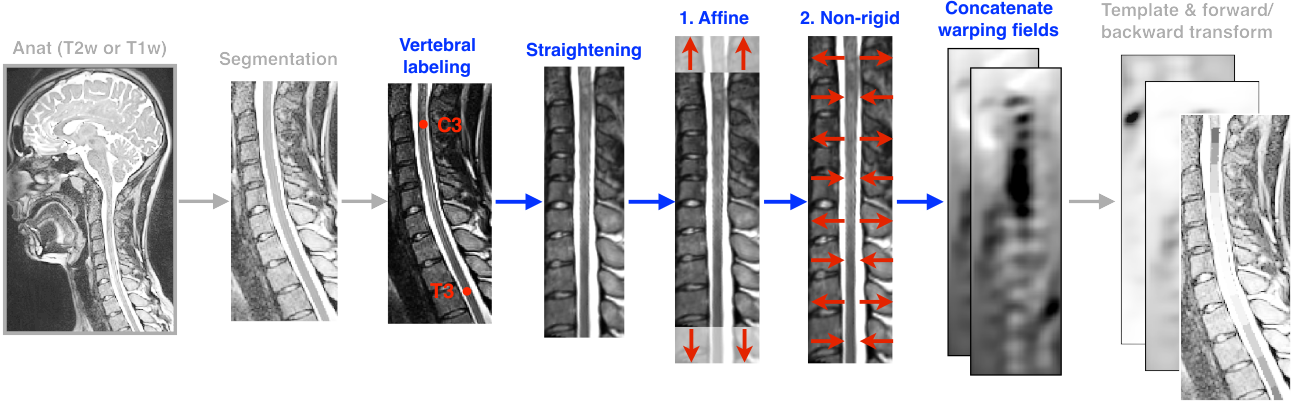 Anat (T2w or T1w)
Segmentation
Vertebral
labeling
C3
T3
Straightening
1. Affine
2. Non-rigid
Concatenate
warping fields
Template & forward/
backward transform